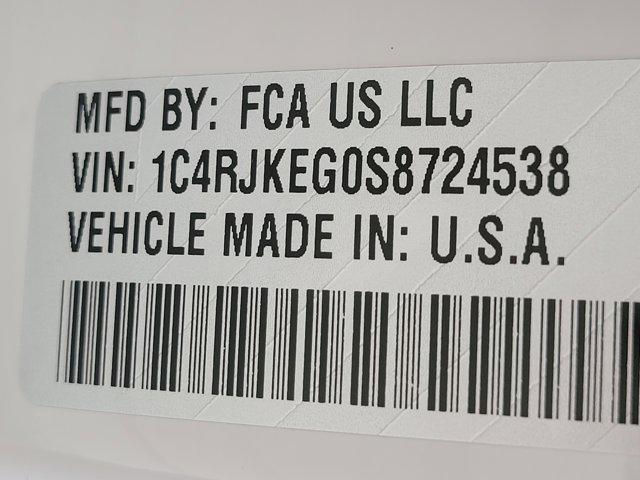 MFD BY: FCA US LLC
VIN: 1C4RJKEG0S8724538
VEHICLE MADE IN: U.S.A.